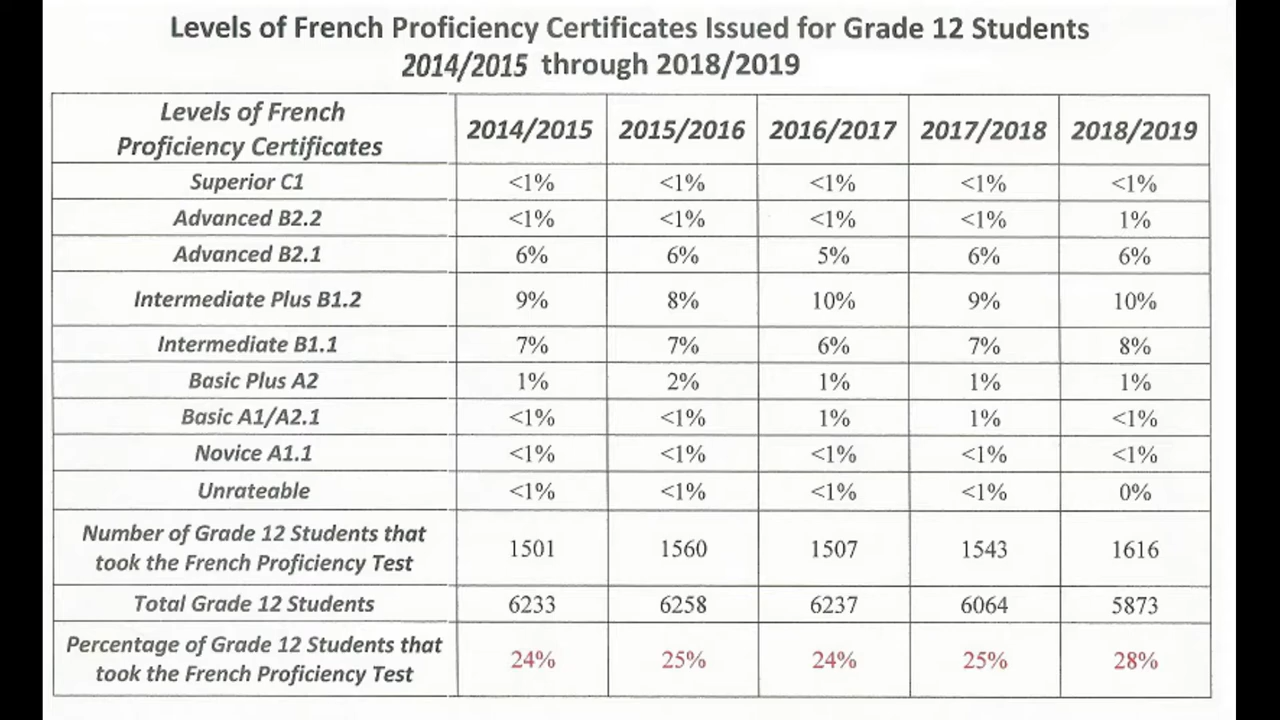 Levels of French Proficiency Certificates Issued for Grade 12 Students
2014/2015 through 2018/2019
Levels of French
Proficiency Certificates 2014/2015 2015/2016 2016/2017 2017/2018 2018/2019
Superior C1 <1% <1% <1% <1% <1%
Advanced B2.2 <1% <1% <1% <1% 1%
Advanced B2.1 6% 6% 5% 6% 6%
Intermediate Plus B1.2 9% 8% 10% 9% 10%
Intermediate B1.1 7% 7% 6% 7% 8%
Basic Plus A2 1% 2% 1% 1% 1%
Basic A1/A2.1 <1% <1% 1% 1% <1%
Novice A1.1 <1% <1% <1% <1% <1%
Unrateable <1% <1% <1% <1% 0%
Number of Grade 12 Students that
took the French Proficiency Test 1501 1560 1507 1543 1616
Total Grade 12 Students 6233 6258 6237 6064 5873
Percentage of Grade 12 Students that
took the French Proficiency Test 24% 25% 24% 25% 28%